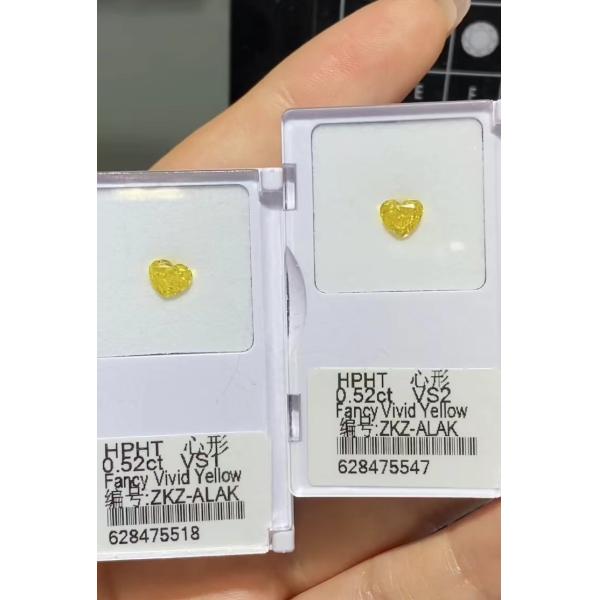 HPHT 心形
0.52ct VS1
Fancy Vivid Yellow
编号:ZKZ-ALAK
628475518
HPHT 心形
0.52ct VS2
Fancy Vivid Yellow
编号:ZKZ-ALAK
628475547
E F